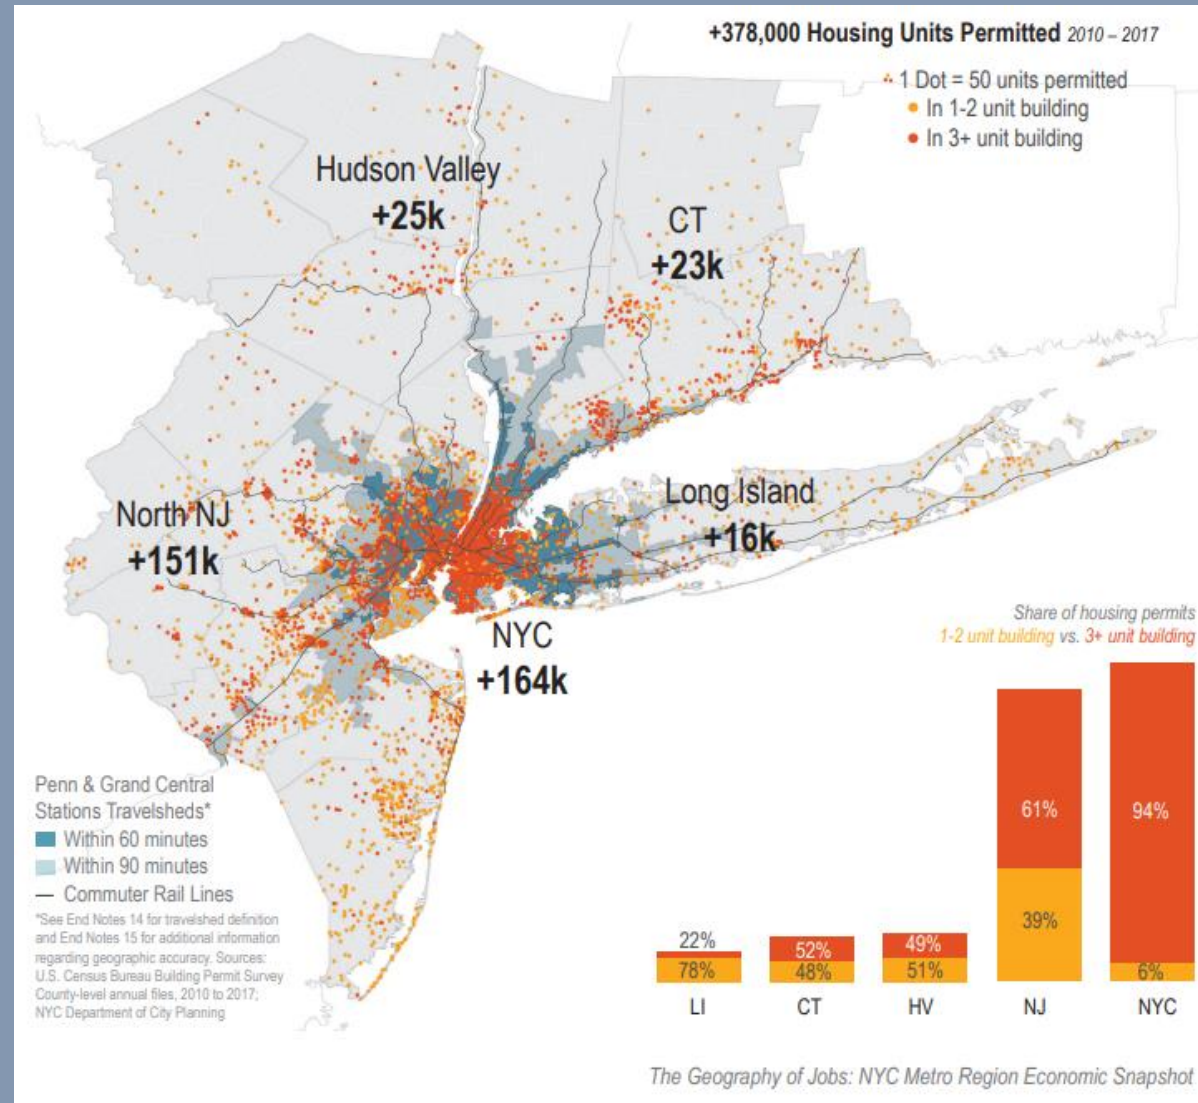 +378,000 Housing Units Permitted 2010 – 2017
1 Dot = 50 units permitted
In 1-2 unit building
In 3+ unit building
Hudson Valley
+25k
CT
+23k
Long Island
+16k
North NJ
+151k
NYC
+164k
Penn & Grand Central
Stations Travelsheds*
Within 60 minutes
Within 90 minutes
Commuter Rail Lines
*See End Notes 14 for travelshed definition
and End Notes 15 for additional information
regarding geographic accuracy. Sources:
U.S. Census Bureau Building Permit Survey
County-level annual files, 2010 to 2017;
NYC Department of City Planning
Share of housing permits
1-2 unit building vs. 3+ unit building
22%
78%
LI
52%
48%
CT
49%
51%
HV
61%
39%
NJ
94%
6%
NYC
The Geography of Jobs: NYC Metro Region Economic Snapshot